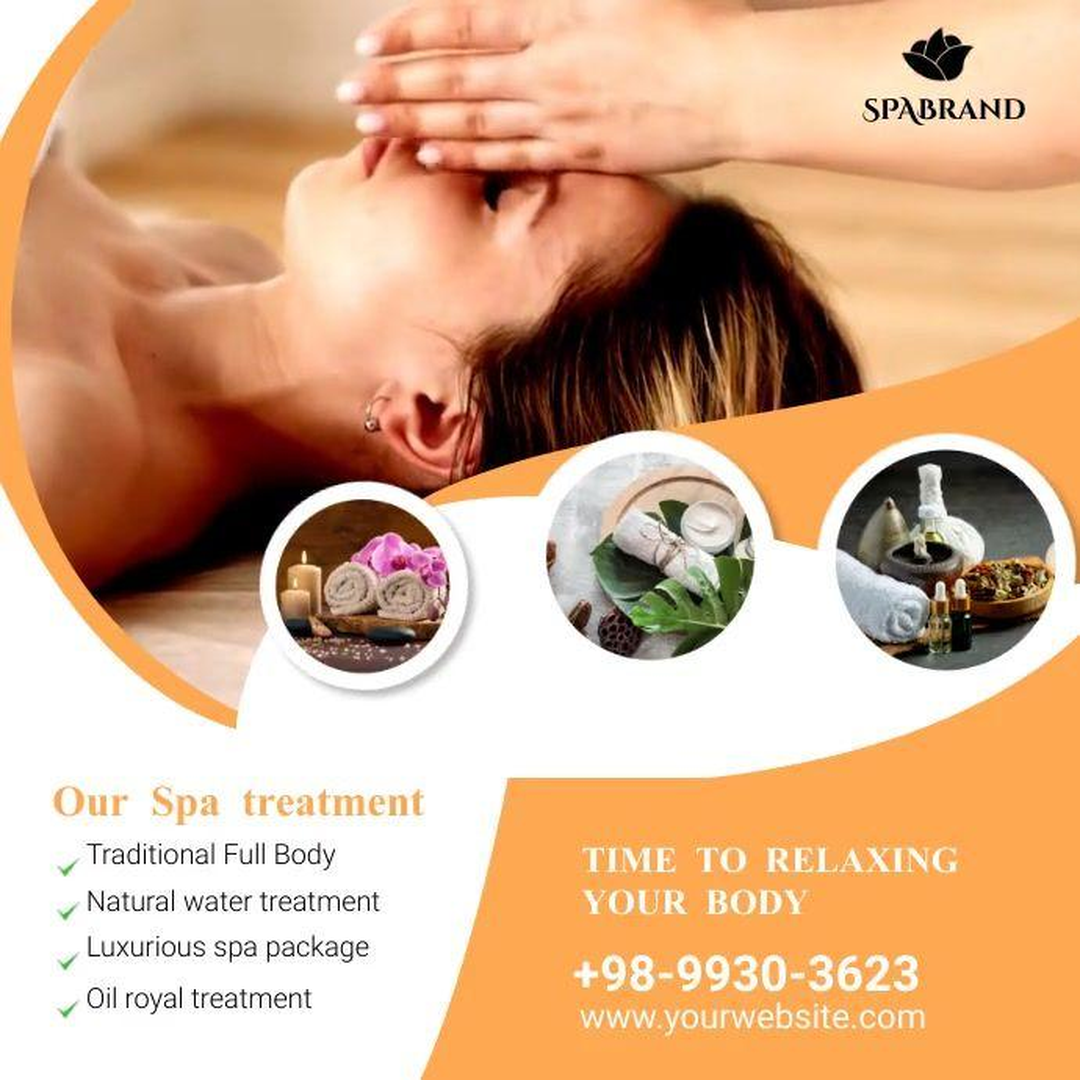 SPABRAND
Our Spa treatment
Traditional Full Body
Natural water treatment
Luxurious spa package
Oil royal treatment
TIME TO RELAXING
YOUR BODY
+98-9930-3623
www.yourwebsite.com